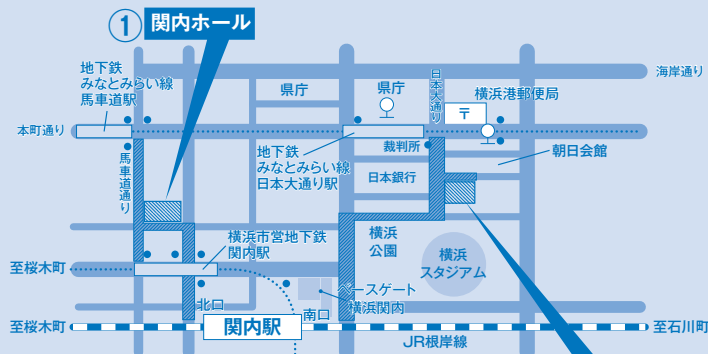 ① 関内ホール
海岸通り
地下鉄
みなとみらい線
馬車道駅
県庁
県庁
日本大通り
横浜港郵便局
〒
本町通り
馬車道通り
地下鉄
みなとみらい線
日本大通り駅
裁判所
日本銀行
朝日会館
横浜市営地下鉄
関内駅
横浜
公園
横浜
スタジアム
至桜木町
北口
南口
ベースゲート
横浜関内
至桜木町
関内駅
JR根岸線
至石川町